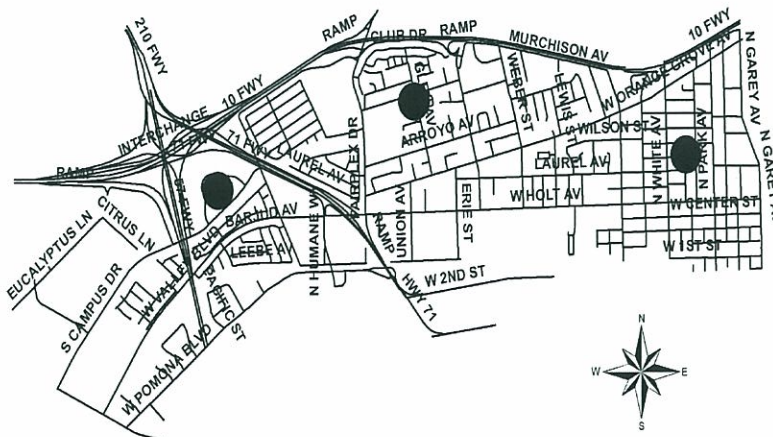 210 FWY
RAMP
CLUB DR
RAMP
MURCHISON AV
10 FWY
W ORANGE GROVE AV
N GAREY AV
INTERCHANGE
10 FWY
71 FWY
LAUREL AV
FAIRPLEX DR
ARROYO AV
WEBER ST
LEWIS ST
WILSON ST
LAUREL AV
N WHITE AV
N PARK AV
N GAREY
RAMP
57 FWY
CITRUS LN
EUCALYPTUS LN
S CAMPUS DR
W VALLEY BLVD
BARJUD AV
LEEBE AV
PACIFIC ST
W POMONA BLVD
N HUMANE W
RAMP
UNION AV
ERIE ST
W HOLT AV
W CENTER ST
W 1ST ST
W 2ND ST
HWY 71
N
W
E
S